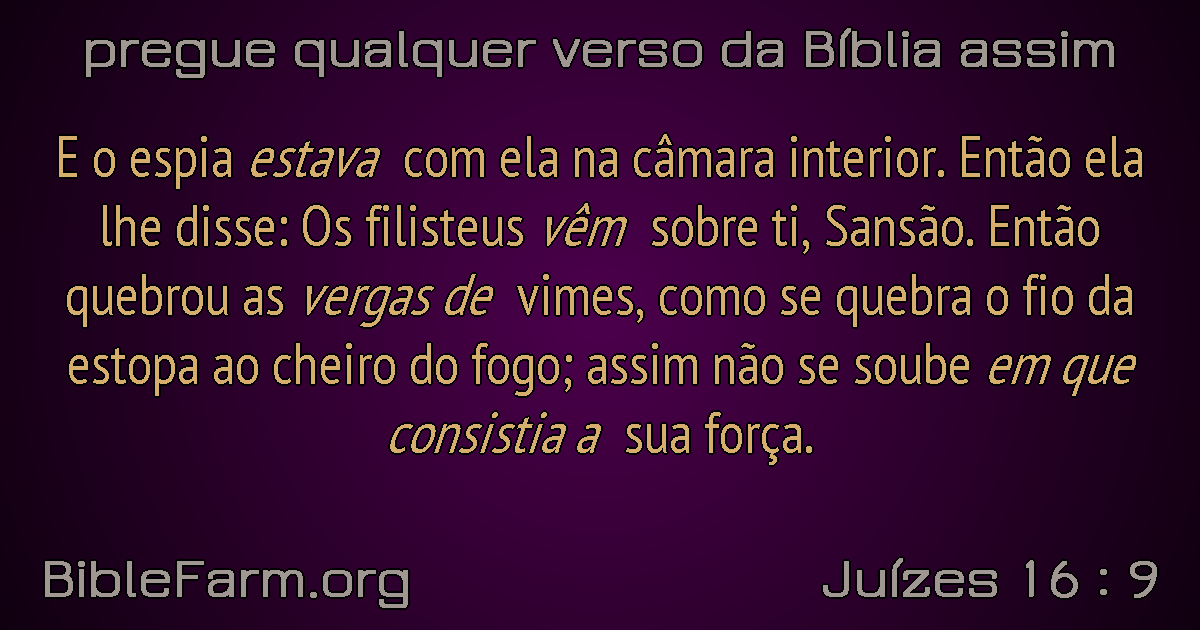 pregue qualquer verso da Bíblia assim
E o espia estava com ela na câmara interior. Então ela
lhe disse: Os filisteus vêm sobre ti, Sansão. Então
quebrou as vergas de vimes, como se quebra o fio da
estopa ao cheiro do fogo; assim não se soube em que
consistia a sua força.
BibleFarm.org
Juízes 16 : 9